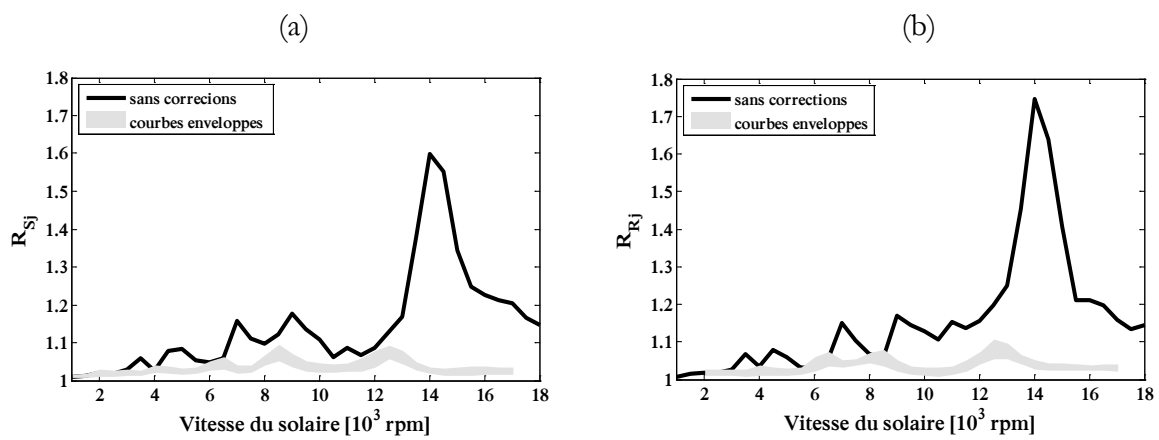 (a)
(b)
1.8
1.7
1.6
1.5
1.4
1.3
1.2
1.1
1
R_Sj
sans correcions
courbes enveloppes
2 4 6 8 10 12 14 16 18
Vitesse du solaire [10³ rpm]
1.8
1.7
1.6
1.5
1.4
1.3
1.2
1.1
1
R_Rj
sans corrections
courbes enveloppes
2 4 6 8 10 12 14 16 18
Vitesse du solaire [10³ rpm]